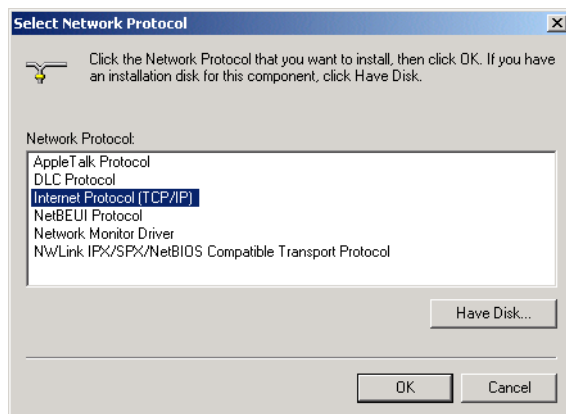 Select Network Protocol
Click the Network Protocol that you want to install, then click OK. If you have
an installation disk for this component, click Have Disk.
Network Protocol:
AppleTalk Protocol
DLC Protocol
Internet Protocol (TCP/IP)
NetBEUI Protocol
Network Monitor Driver
NWLink IPX/SPX/NetBIOS Compatible Transport Protocol
Have Disk...
OK
Cancel